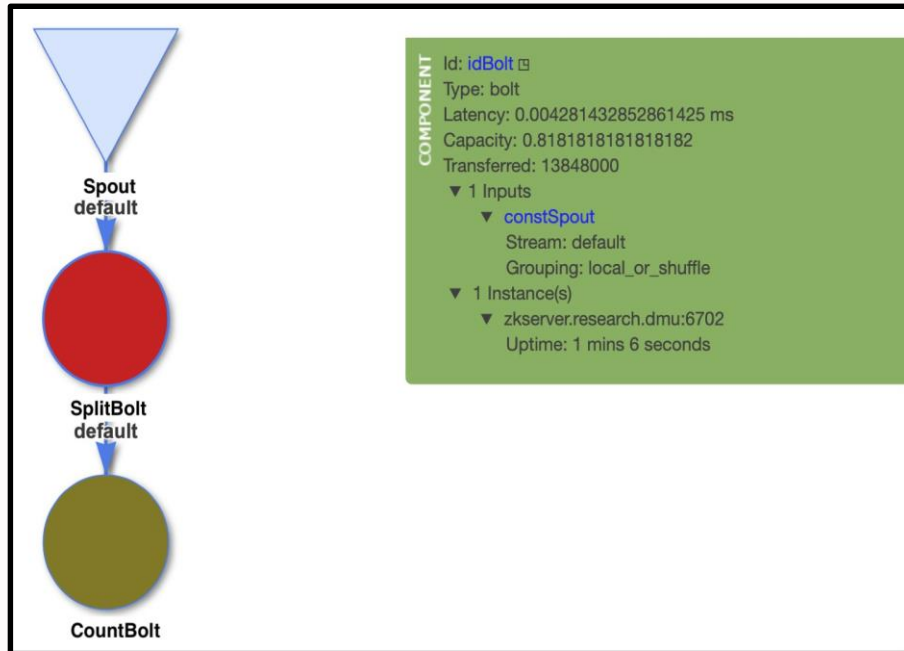 Spout
default
SplitBolt
default
CountBolt
COMPONENT
Id: idBolt
Type: bolt
Latency: 0.004281432852861425 ms
Capacity: 0.8181818181818182
Transferred: 13848000
▼ 1 Inputs
▼ constSpout
Stream: default
Grouping: local_or_shuffle
▼ 1 Instance(s)
▼ zkserver.research.dmu:6702
Uptime: 1 mins 6 seconds